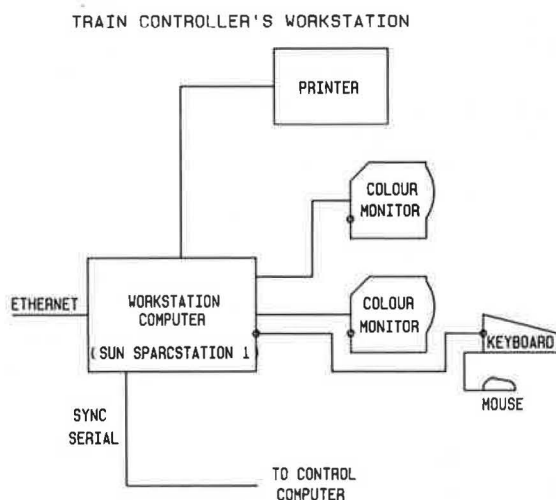 TRAIN CONTROLLER'S WORKSTATION
PRINTER
COLOUR
MONITOR
ETHERNET
WORKSTATION
COMPUTER
(SUN SPARCSTATION 1)
COLOUR
MONITOR
KEYBOARD
MOUSE
SYNC
SERIAL
TO CONTROL
COMPUTER